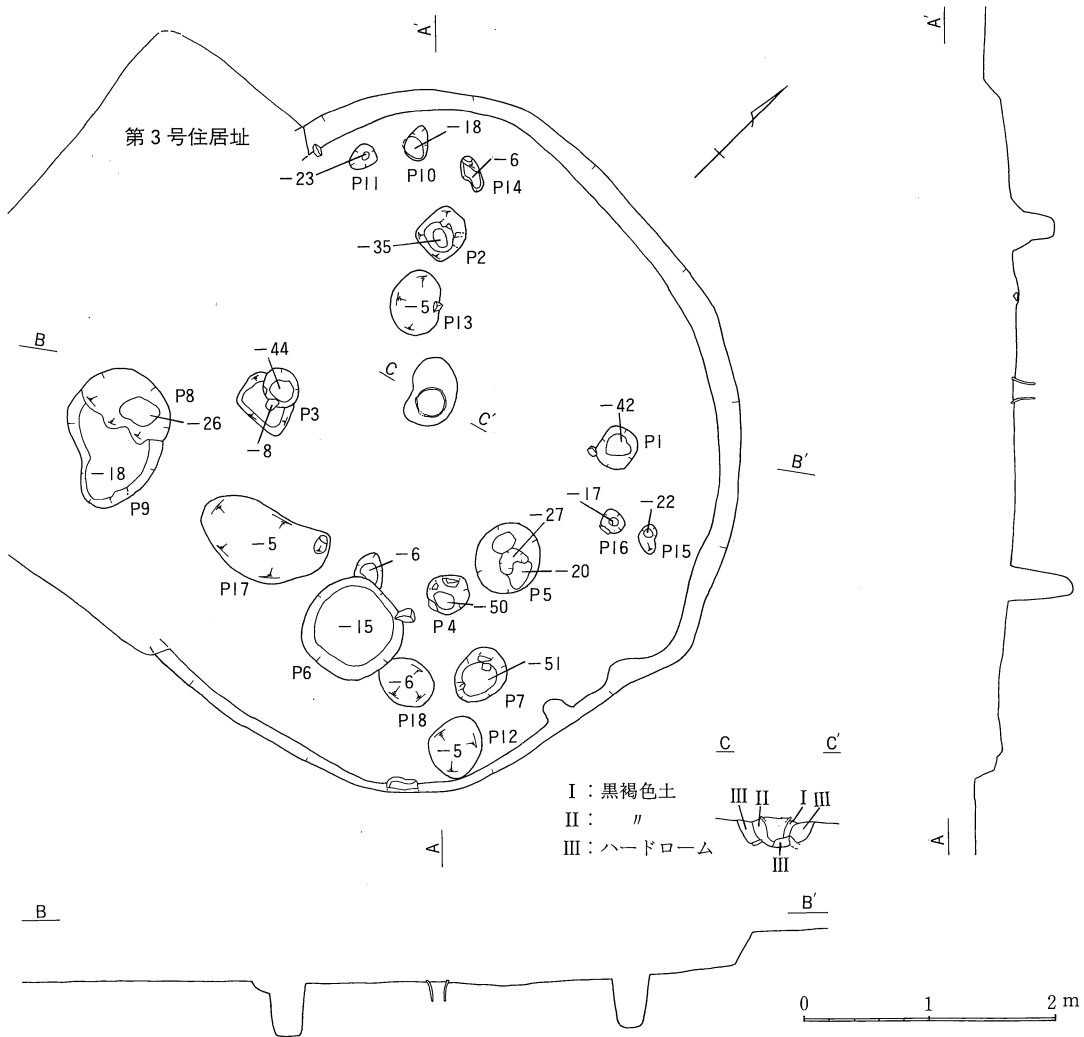 A′
A′
第3号住居址
−18
−23
P11
P10
−6
P14
−35
P2
−5
P13
B
−44
C
P8
−26
P3
−8
C′
−42
P1
B′
−18
P9
−17
−22
−27
P16
P15
−5
−6
−20
P17
P5
−50
P4
−15
−51
P6
−6
P7
P18
P12
−5
C
C′
I：黒褐色土
II：　〃
III：ハードローム
III II I III
III
A
A
B
B′
0 1 2 m